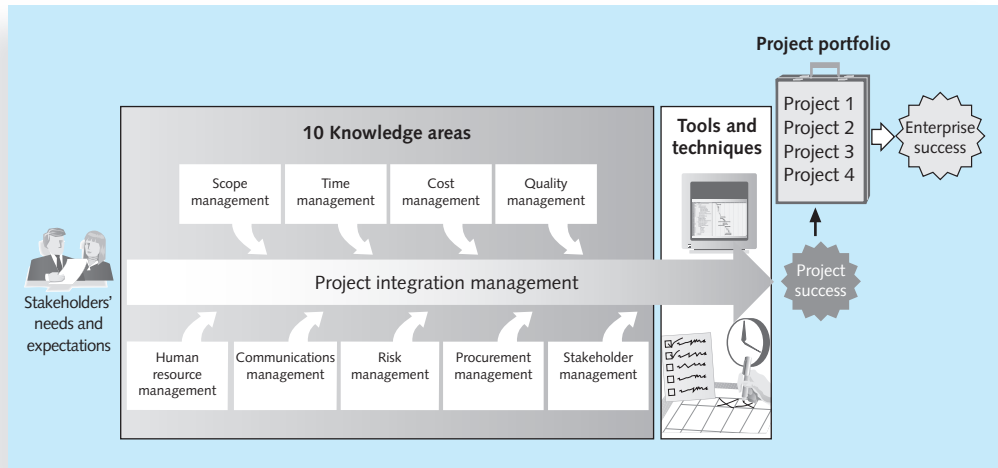 Project portfolio
Project 1
Project 2
Project 3
Project 4
Enterprise
success
10 Knowledge areas
Tools and
techniques
Scope
management
Time
management
Cost
management
Quality
management
Stakeholders’
needs and
expectations
Project integration management
Project
success
Human
resource
management
Communications
management
Risk
management
Procurement
management
Stakeholder
management